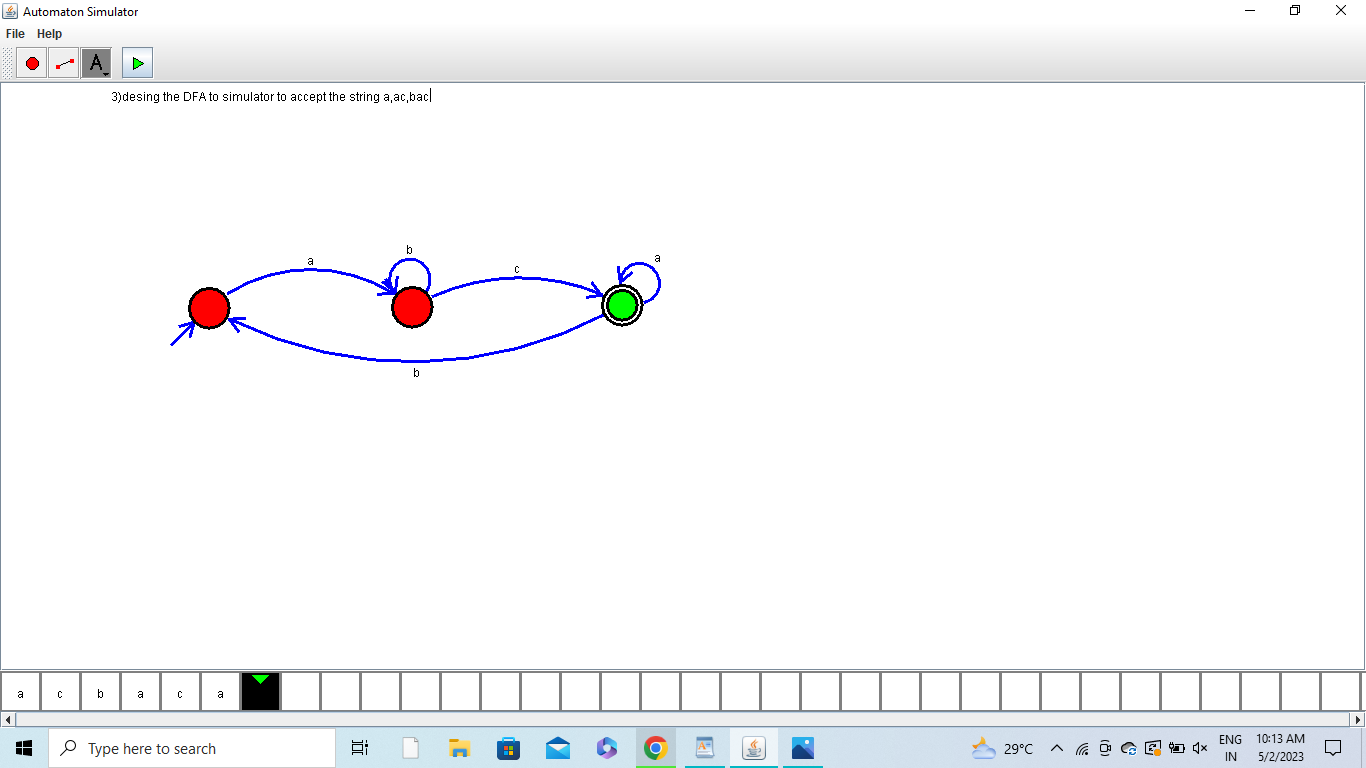 Automaton Simulator
File Help
A
3)desing the DFA to simulator to accept the string a,ac,bac
a
b
c
a
b
a c b a c a
Type here to search
29°C
ENG
IN
10:13 AM
5/2/2023